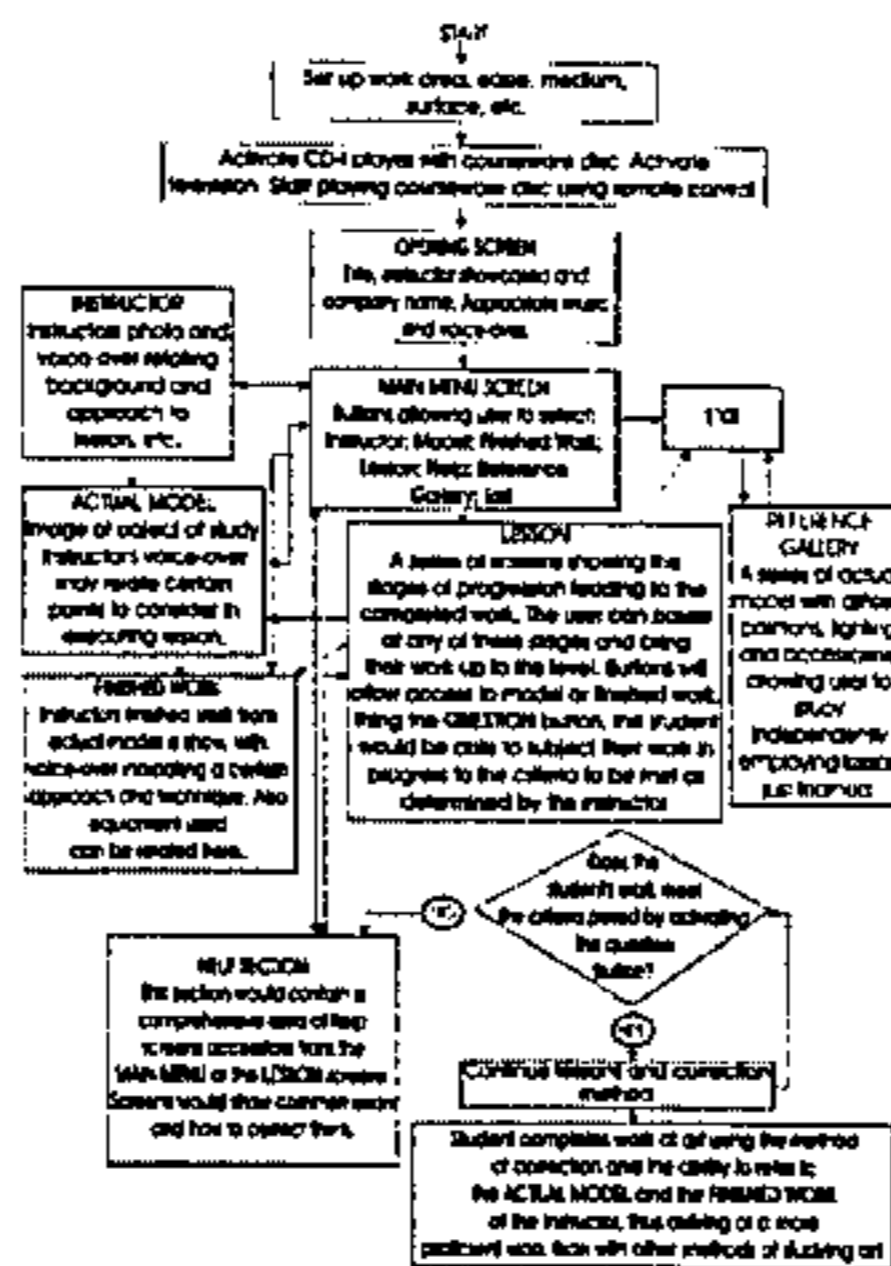 START
Set up work area, easel, medium,
surface, etc.
Activate CD-I player with courseware disc. Activate
television. Start playing courseware disc using remote control
OPENING SCREEN
Title, instructor showcased and
company name. Appropriate music
and voice-over.
INSTRUCTOR
Instructors photo and
voice-over relating
background and
approach to
lesson, etc.
MAIN MENU SCREEN
Buttons allowing user to select:
Instructor; Model; Finished Work;
Lesson; Help; Reference
Gallery; Exit
ACTUAL MODEL
Image of object of study
Instructors voice-over
may relate certain
points to consider in
executing lesson.
LESSON
A series of screens showing the
stages of progression leading to the
completed work. The user can pause
at any of these stages and bring
their work up to the level. Buttons will
allow access to model or finished work.
the QUESTION button, the student
would be able to subject their work in
progress to the criteria to be met as
determined by the instructor
REFERENCE
GALLERY
A series of actual
model with
positions, lighting
and accessories
allowing user to
study
independently
employing lesson
just learned
FINISHED WORK
Instructors finished work from
actual model is shown with
voice-over indicating a certain
approach and technique. Also
equipment used
can be related here.
Does the
student's work meet
the criteria posed by activating
the question
button?
NO
YES
HELP SECTION
This section would contain a
comprehensive area of help
screens accessible from the
MAIN MENU or the LESSON screens
Screens would show common errors
and how to correct them.
Continue lesson and correction
method
Student completes work of art using the method
of correction and the ability to refer to
the ACTUAL MODEL and the FINISHED WORK
of the instructor, thus arriving at a more
proficient work than with other methods of studying art